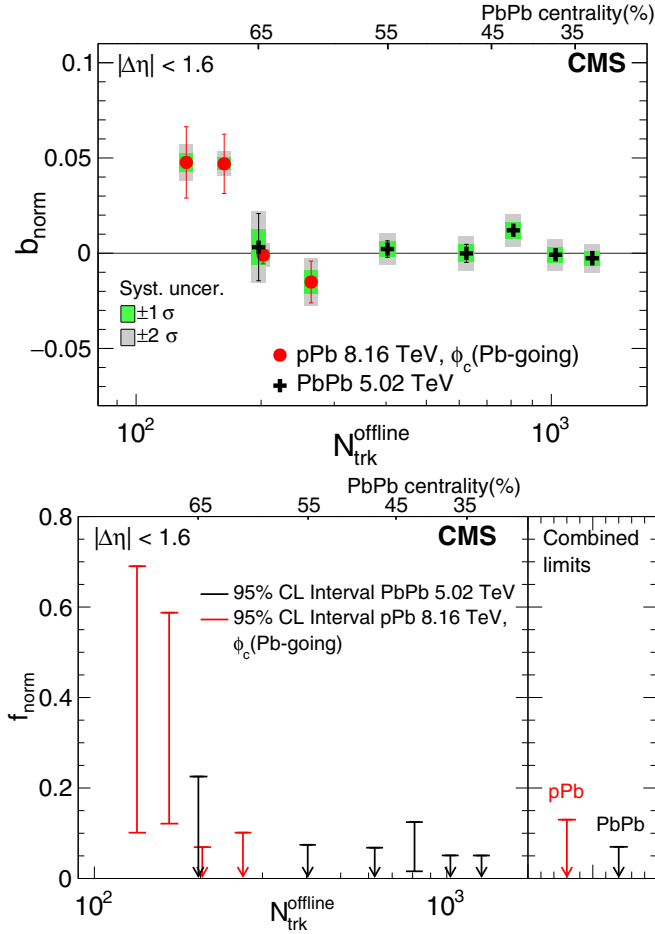 PbPb centrality(%)
65 55 45 35
|Δη| < 1.6 CMS
0.1
0.05
0
−0.05
b_norm
Syst. uncer.
±1 σ
±2 σ
pPb 8.16 TeV, ϕ_c(Pb-going)
PbPb 5.02 TeV
10^2 10^3
N_trk^offline
PbPb centrality(%)
65 55 45 35
|Δη| < 1.6 CMS Combined
limits
0.8
0.6
0.4
0.2
0
f_norm
95% CL Interval PbPb 5.02 TeV
95% CL Interval pPb 8.16 TeV,
ϕ_c(Pb-going)
pPb
PbPb
10^2 10^3
N_trk^offline